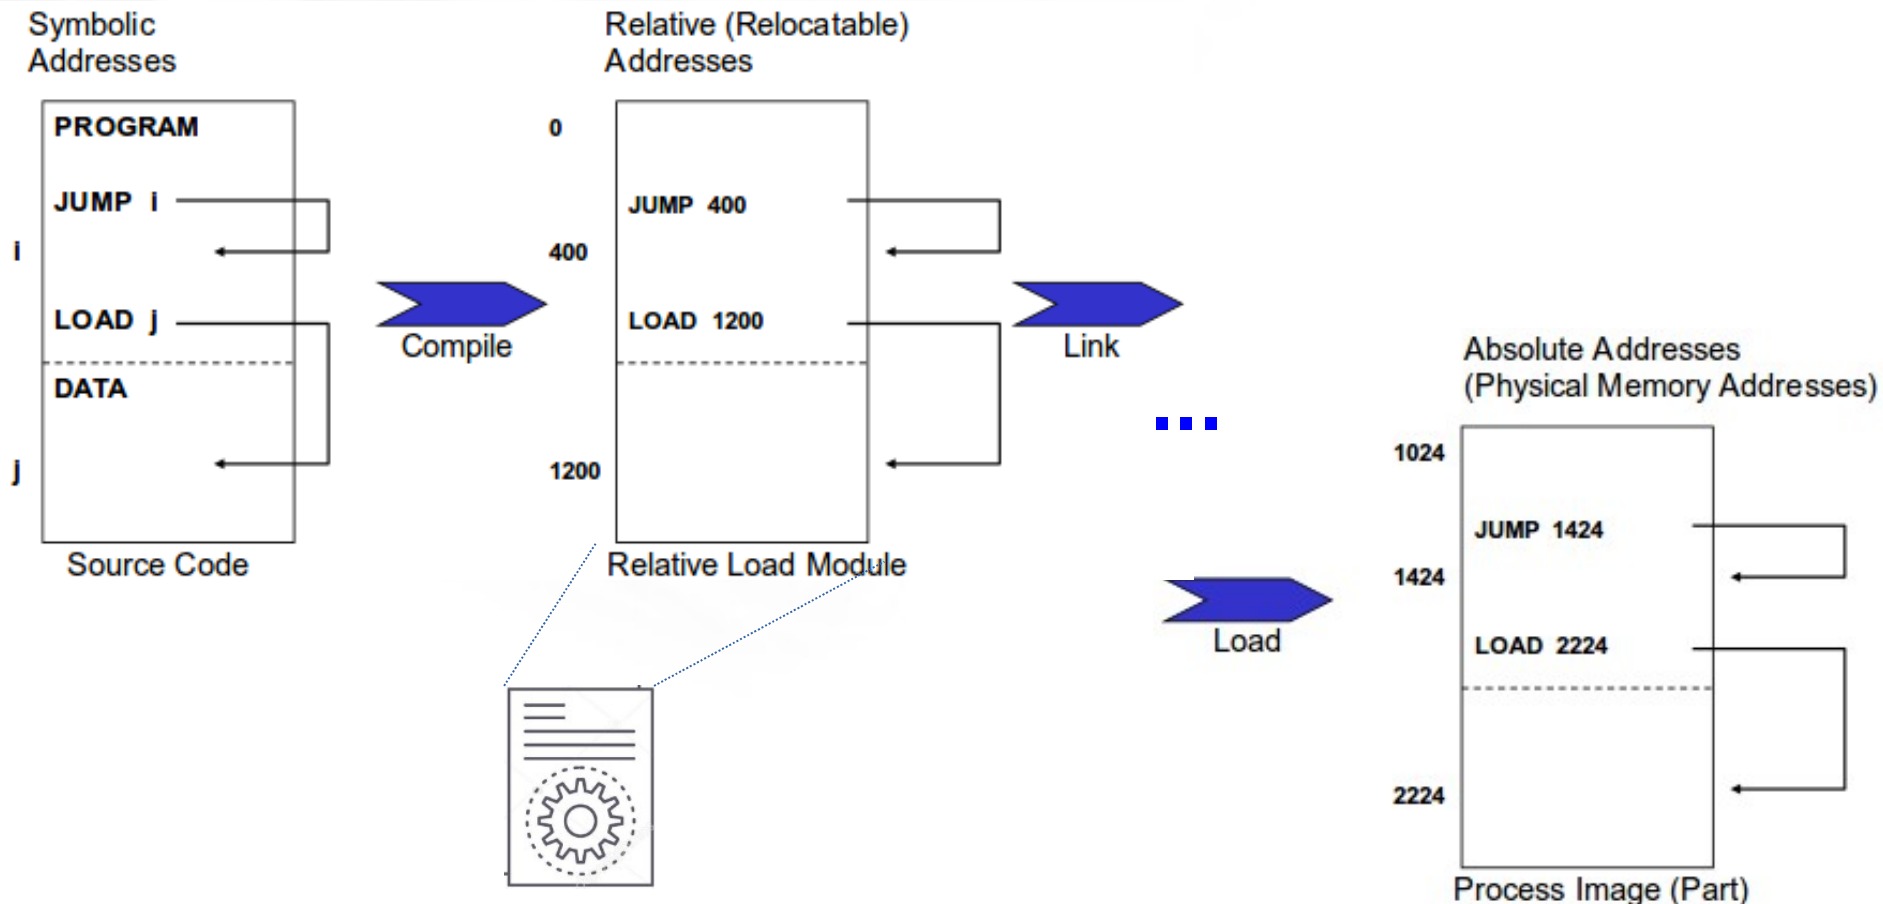 Symbolic
Addresses
PROGRAM
JUMP i
i
LOAD j
DATA
j
Source Code
Compile
Relative (Relocatable)
Addresses
0
JUMP 400
400
LOAD 1200
1200
Relative Load Module
Link
Load
Absolute Addresses
(Physical Memory Addresses)
1024
JUMP 1424
1424
LOAD 2224
2224
Process Image (Part)